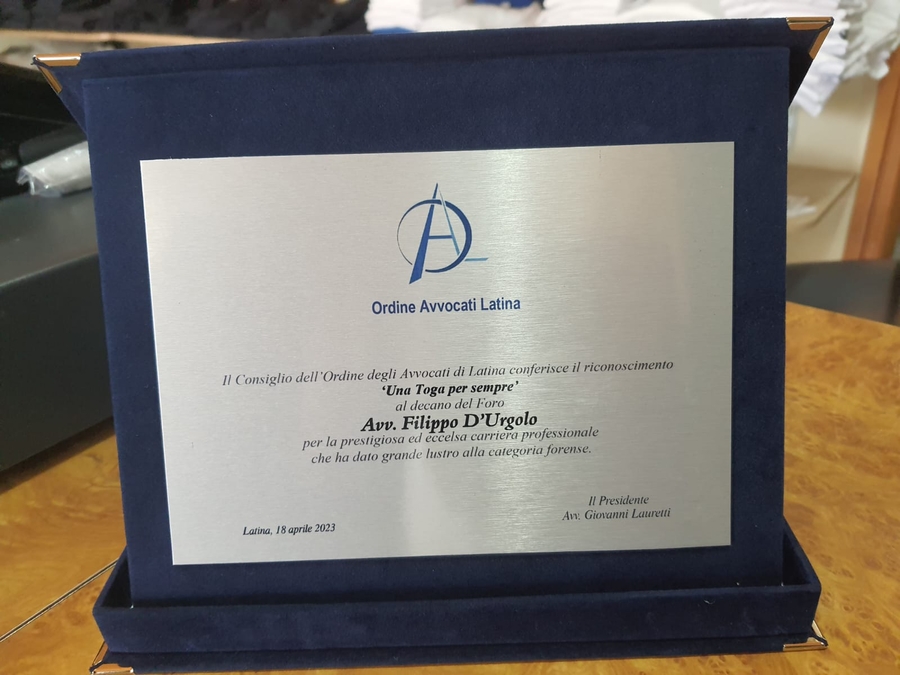 Ordine Avvocati Latina
Il Consiglio dell'Ordine degli Avvocati di Latina conferisce il riconoscimento
'Una Toga per sempre'
al decano del Foro
Avv. Filippo D'Urgolo
per la prestigiosa ed eccelsa carriera professionale
che ha dato grande lustro alla categoria forense.
Il Presidente
Avv. Giovanni Lauretti
Latina, 18 aprile 2023